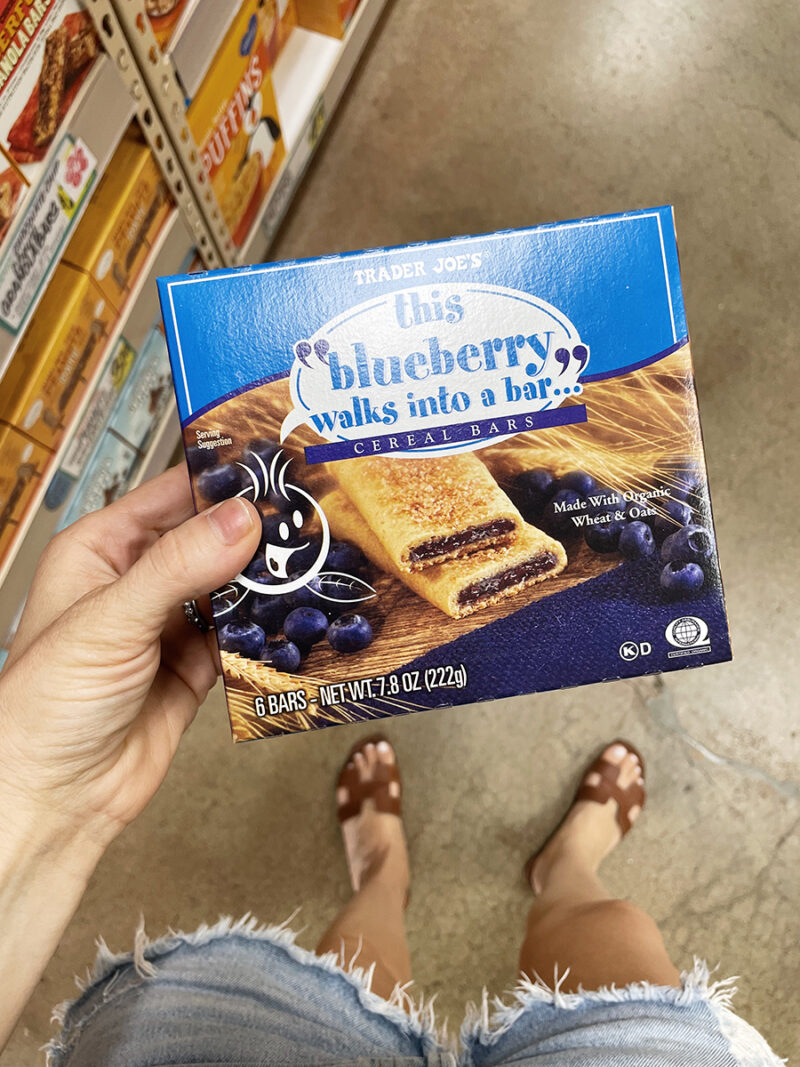 TRADER JOE'S
this
"blueberry"
walks into a bar...
CEREAL BARS
Serving
Suggestion
Made With Organic
Wheat & Oats
K D
6 BARS - NET WT. 7.8 OZ (222g)
PUFFINS